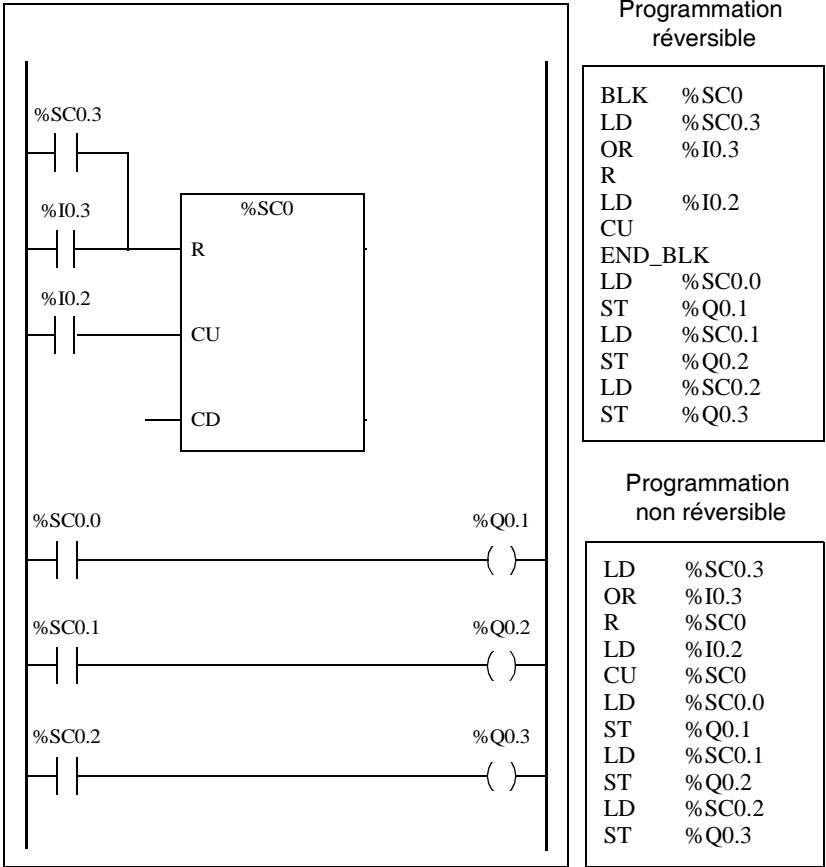 %SC0.3
%I0.3
%SC0
R
%I0.2
CU
CD
%SC0.0
%Q0.1
%SC0.1
%Q0.2
%SC0.2
%Q0.3
Programmation
réversible
BLK %SC0
LD %SC0.3
OR %I0.3
R
LD %I0.2
CU
END_BLK
LD %SC0.0
ST %Q0.1
LD %SC0.1
ST %Q0.2
LD %SC0.2
ST %Q0.3
Programmation
non réversible
LD %SC0.3
OR %I0.3
R %SC0
LD %I0.2
CU %SC0
LD %SC0.0
ST %Q0.1
LD %SC0.1
ST %Q0.2
LD %SC0.2
ST %Q0.3